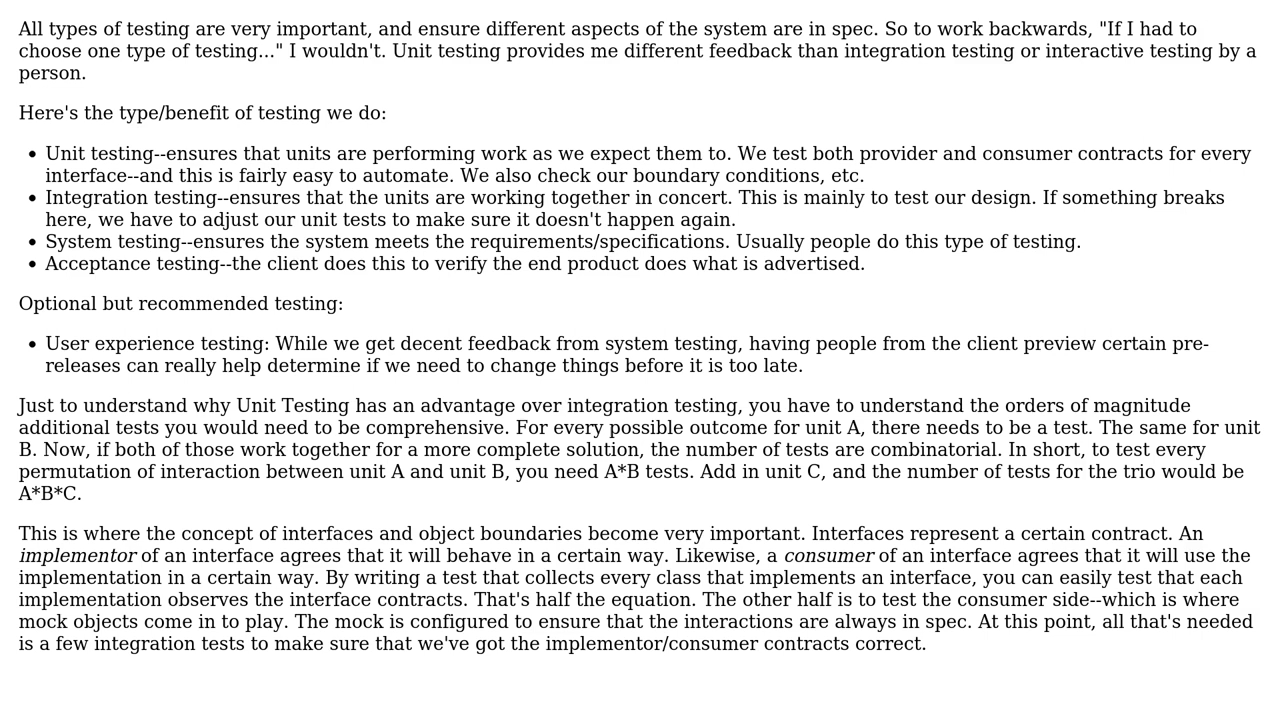 All types of testing are very important, and ensure different aspects of the system are in spec. So to work backwards, "If I had to
choose one type of testing..." I wouldn't. Unit testing provides me different feedback than integration testing or interactive testing by a
person.
Here's the type/benefit of testing we do:
• Unit testing--ensures that units are performing work as we expect them to. We test both provider and consumer contracts for every
interface--and this is fairly easy to automate. We also check our boundary conditions, etc.
• Integration testing--ensures that the units are working together in concert. This is mainly to test our design. If something breaks
here, we have to adjust our unit tests to make sure it doesn't happen again.
• System testing--ensures the system meets the requirements/specifications. Usually people do this type of testing.
• Acceptance testing--the client does this to verify the end product does what is advertised.
Optional but recommended testing:
• User experience testing: While we get decent feedback from system testing, having people from the client preview certain pre-
releases can really help determine if we need to change things before it is too late.
Just to understand why Unit Testing has an advantage over integration testing, you have to understand the orders of magnitude
additional tests you would need to be comprehensive. For every possible outcome for unit A, there needs to be a test. The same for unit
B. Now, if both of those work together for a more complete solution, the number of tests are combinatorial. In short, to test every
permutation of interaction between unit A and unit B, you need A*B tests. Add in unit C, and the number of tests for the trio would be
A*B*C.
This is where the concept of interfaces and object boundaries become very important. Interfaces represent a certain contract. An
implementor of an interface agrees that it will behave in a certain way. Likewise, a consumer of an interface agrees that it will use the
implementation in a certain way. By writing a test that collects every class that implements an interface, you can easily test that each
implementation observes the interface contracts. That's half the equation. The other half is to test the consumer side--which is where
mock objects come in to play. The mock is configured to ensure that the interactions are always in spec. At this point, all that's needed
is a few integration tests to make sure that we've got the implementor/consumer contracts correct.